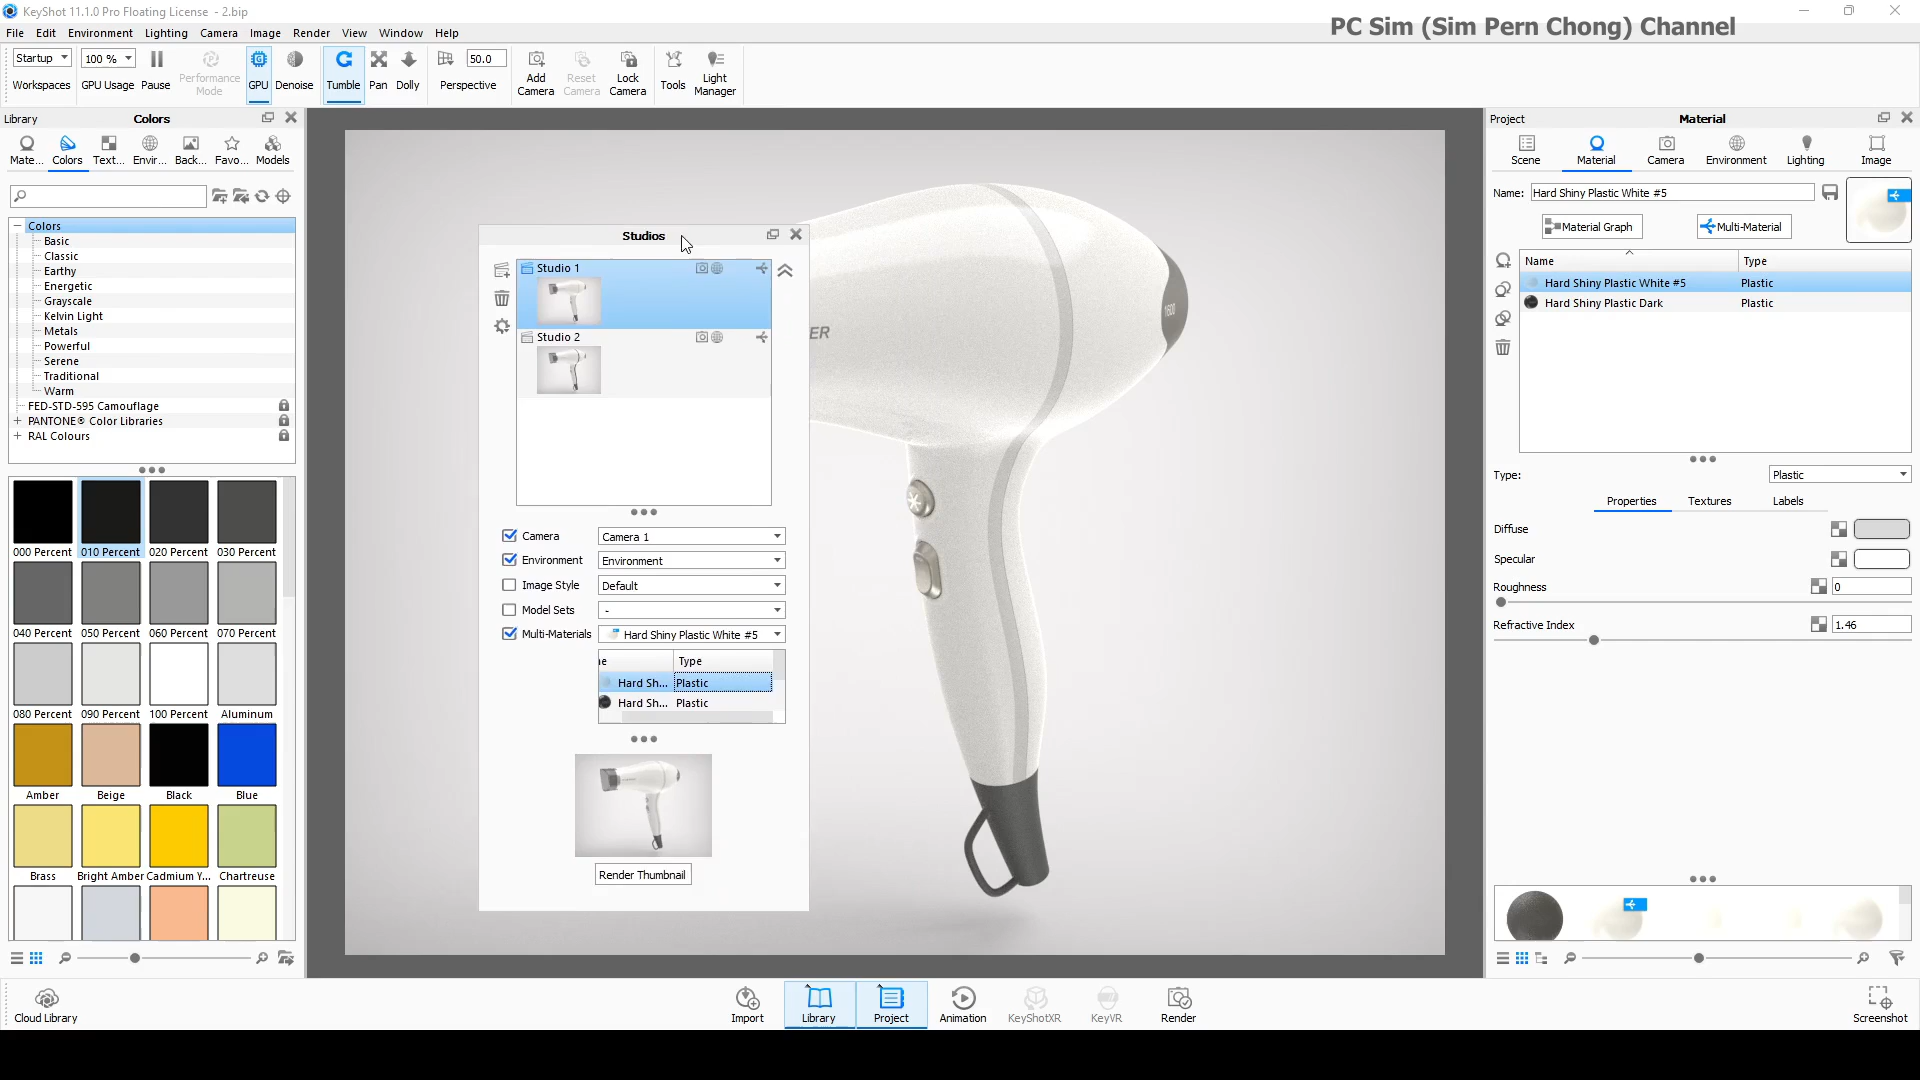 KeyShot 11.1.0 Pro Floating License - 2.bip
PC Sim (Sim Pern Chong) Channel
File Edit Environment Lighting Camera Image Render View Window Help
Startup 100 % 50.0
Workspaces GPU Usage Pause Performance Mode GPU Denoise Tumble Pan Dolly Perspective Add Camera Reset Camera Lock Camera Tools Light Manager
Library Colors
Mate... Colors Text... Envir... Back... Favo... Models
Colors
Basic
Classic
Earthy
Energetic
Grayscale
Kelvin Light
Metals
Powerful
Serene
Traditional
Warm
FED-STD-595 Camouflage
PANTONE® Color Libraries
RAL Colours
000 Percent 010 Percent 020 Percent 030 Percent
040 Percent 050 Percent 060 Percent 070 Percent
080 Percent 090 Percent 100 Percent Aluminum
Amber Beige Black Blue
Brass Bright Amber Cadmium Y... Chartreuse
Studios
Studio 1
Studio 2
Camera Camera 1
Environment Environment
Image Style Default
Model Sets -
Multi-Materials Hard Shiny Plastic White #5
Type
Hard Sh... Plastic
Hard Sh... Plastic
Render Thumbnail
ER
1600
Project Material
Scene Material Camera Environment Lighting Image
Name: Hard Shiny Plastic White #5
Material Graph Multi-Material
Name Type
Hard Shiny Plastic White #5 Plastic
Hard Shiny Plastic Dark Plastic
Type: Plastic
Properties Textures Labels
Diffuse
Specular
Roughness 0
Refractive Index 1.46
Cloud Library Import Library Project Animation KeyShotXR KeyVR Render Screenshot